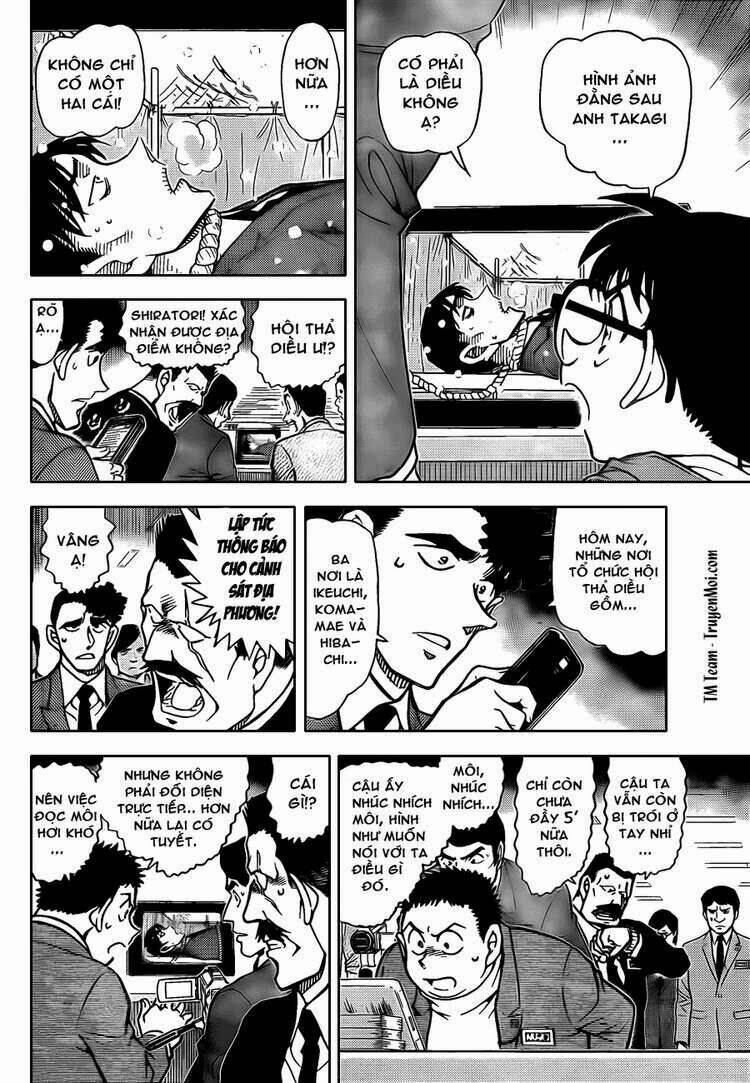 HÌNH ẢNH
ĐẰNG SAU
ANH TAKAGI
...
CÓ PHẢI
LÀ DIỀU
KHÔNG
Ạ?
HƠN
NỮA
...
KHÔNG CHỈ
CÓ MỘT
HAI CÁI!
HỘI THẢ
DIỀU Ư!?
SHIRATORI! XÁC
NHẬN ĐƯỢC ĐỊA
ĐIỂM KHÔNG?
RÕ
Ạ...
HÔM NAY,
NHỮNG NƠI
TỔ CHỨC HỘI
THẢ DIỀU
GỒM...
BA
NƠI LÀ
IKEUCHI,
KOMA-
MAE VÀ
HIBA-
CHI...
LẬP TỨC
THÔNG BÁO
CHO CẢNH
SÁT ĐỊA
PHƯƠNG!
VÂNG
Ạ!
TM Team - TruyenMoi.com
CẬU TA
VẪN CÒN
BỊ TRÓI Ở
TAY NHỈ
...
CHỈ CÒN
CHƯA
ĐẦY 5'
NỮA
THÔI.
MÔI,
NHÚC
NHÍCH...
CẬU ẤY
NHÚC NHÍCH
MÔI, HÌNH
NHƯ MUỐN
NÓI VỚI TA
ĐIỀU GÌ
ĐÓ.
CÁI
GÌ!?
NHƯNG KHÔNG
PHẢI ĐỐI DIỆN
TRỰC TIẾP... HƠN
NỮA LẠI CÓ
TUYẾT.
NÊN VIỆC
ĐỌC MÔI
HƠI KHÓ
...